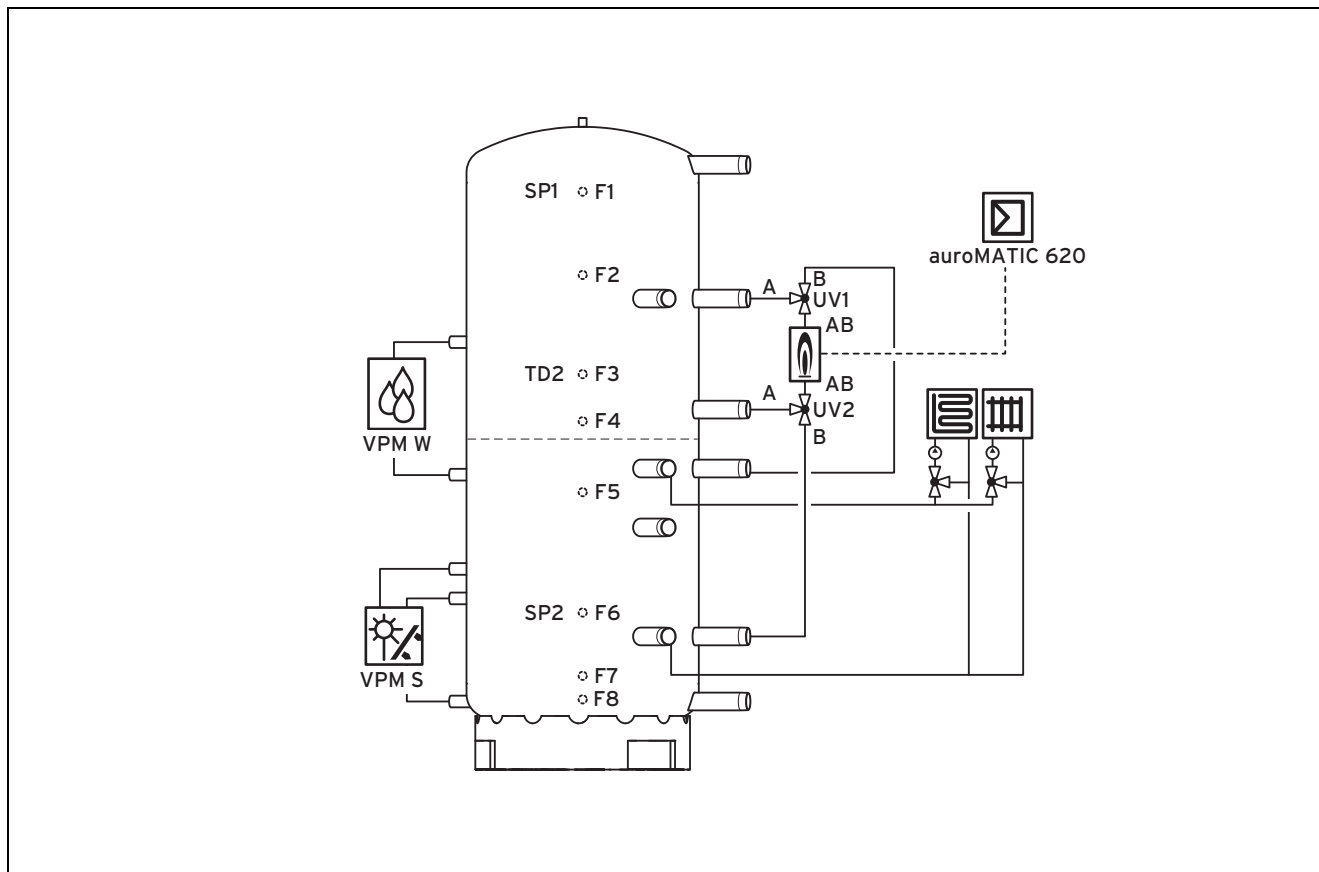 SP1 F1
auroMATIC 620
F2
B
A
UV1
AB
TD2 F3
AB
A
UV2
F4
B
VPM W
F5
SP2 F6
VPM S
F7
F8